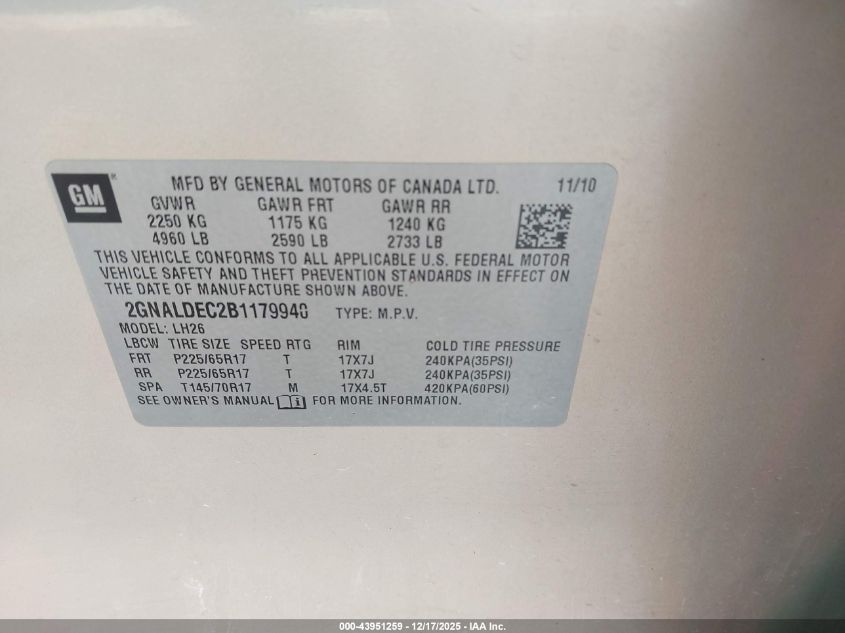 GM
MFD BY GENERAL MOTORS OF CANADA LTD. 11/10
GVWR GAWR FRT GAWR RR
2250 KG 1175 KG 1240 KG
4960 LB 2590 LB 2733 LB
THIS VEHICLE CONFORMS TO ALL APPLICABLE U.S. FEDERAL MOTOR
VEHICLE SAFETY AND THEFT PREVENTION STANDARDS IN EFFECT ON
THE DATE OF MANUFACTURE SHOWN ABOVE.
2GNALDEC2B1179940 TYPE: M.P.V.
MODEL: LH26
LBCW TIRE SIZE SPEED RTG RIM COLD TIRE PRESSURE
FRT P225/65R17 T 17X7J 240KPA(35PSI)
RR P225/65R17 T 17X7J 240KPA(35PSI)
SPA T145/70R17 M 17X4.5T 420KPA(60PSI)
SEE OWNER'S MANUAL FOR MORE INFORMATION.
000-43951259 - 12/17/2025 - IAA Inc.